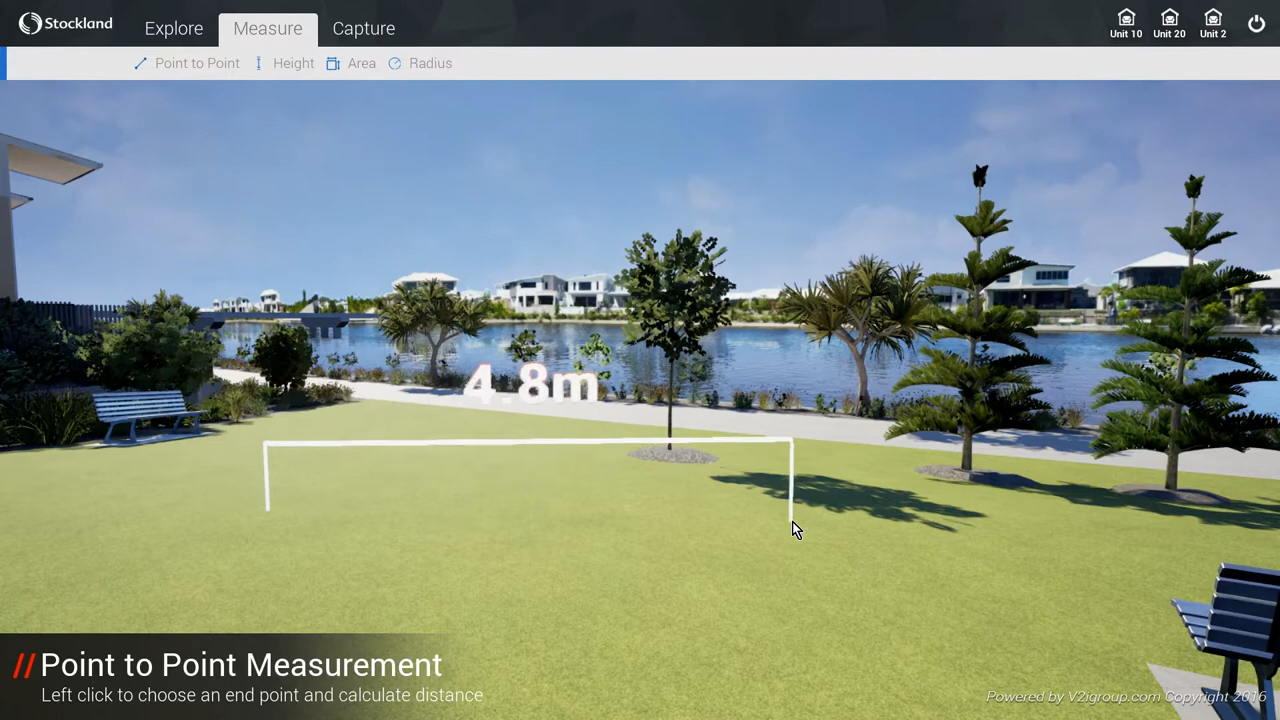 Stockland
Explore
Measure
Capture
Unit 10
Unit 20
Unit 2
Point to Point
Height
Area
Radius
4.8m
// Point to Point Measurement
Left click to choose an end point and calculate distance
Powered by V2igroup.com Copyright 2016